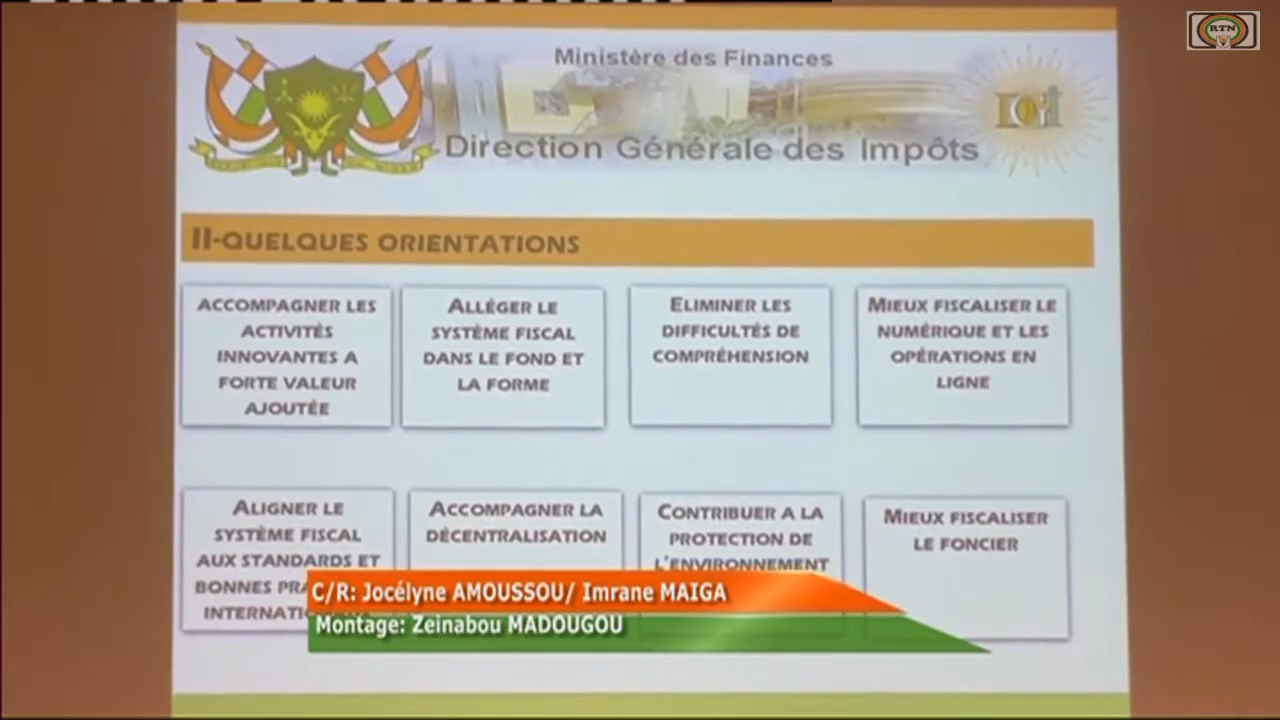 RTN
Ministère des Finances
Direction Générale des Impôts
DGI
II-QUELQUES ORIENTATIONS
ACCOMPAGNER LES
ACTIVITÉS
INNOVANTES A
FORTE VALEUR
AJOUTÉE
ALLÉGER LE
SYSTÈME FISCAL
DANS LE FOND ET
LA FORME
ELIMINER LES
DIFFICULTÉS DE
COMPRÉHENSION
MIEUX FISCALISER LE
NUMÉRIQUE ET LES
OPÉRATIONS EN
LIGNE
ALIGNER LE
SYSTÈME FISCAL
AUX STANDARDS ET
BONNES
ACCOMPAGNER LA
DÉCENTRALISATION
CONTRIBUER A LA
PROTECTION DE
L'ENVIRONNEMENT
MIEUX FISCALISER
LE FONCIER
C/R: Jocélyne AMOUSSOU/ Imrane MAIGA
Montage: Zeinabou MADOUGOU